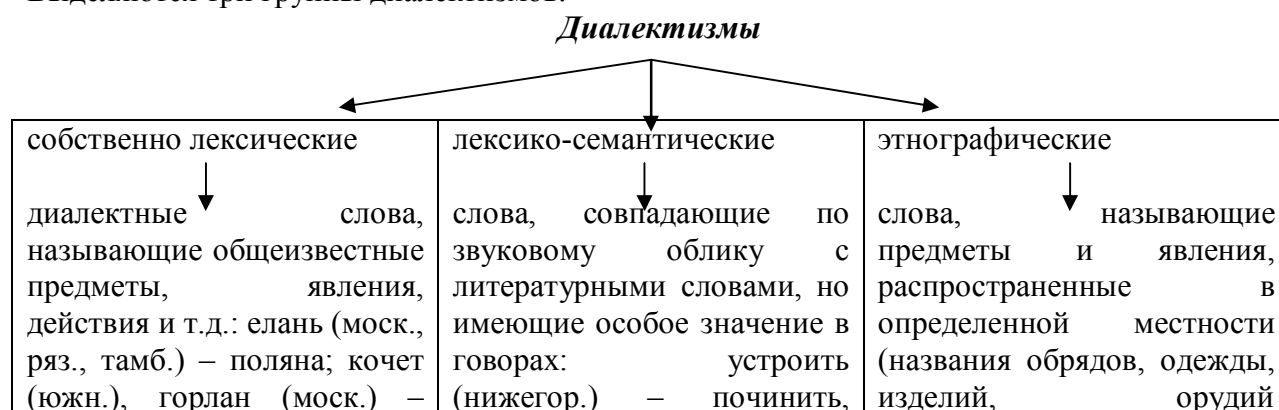 Выделяются три группы диалектизмов:
Диалектизмы
собственно лексические
диалектные слова,
называющие общеизвестные
предметы, явления,
действия и т.д.: елань (моск.,
ряз., тамб.) – поляна; кочет
(южн.), горлан (моск.) –
лексико-семантические
слова, совпадающие по
звуковому облику с
литературными словами, но
имеющие особое значение в
говорах: устроить
(нижегор.) – починить,
этнографические
слова, называющие
предметы и явления,
распространенные в
определенной местности
(названия обрядов, одежды,
изделий, орудий